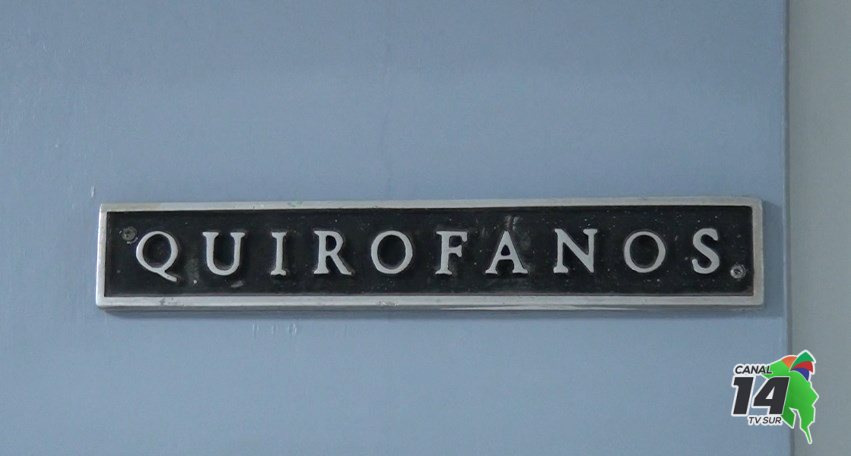 QUIROFANOS
CANAL
14
TV SUR